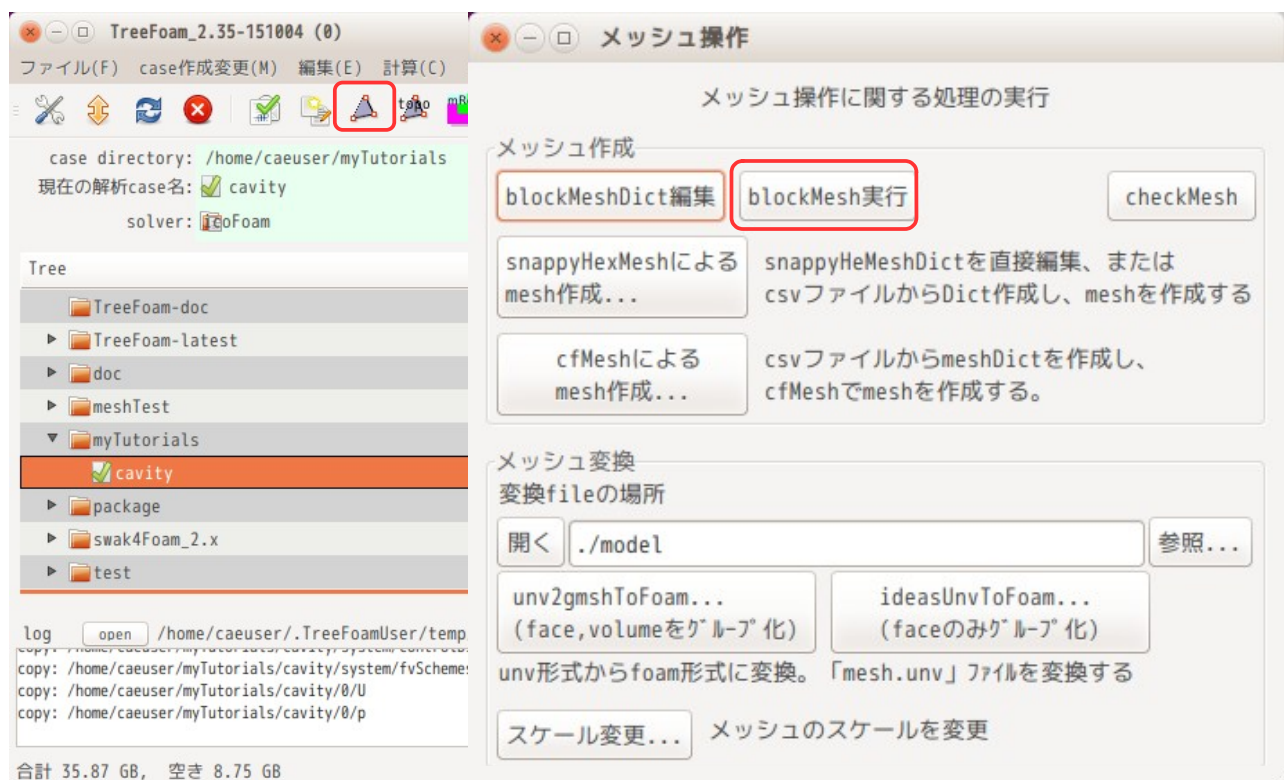 TreeFoam_2.35-151004 (0)
ファイル(F) case作成変更(M) 編集(E) 計算(C)
topo
case directory: /home/caeuser/myTutorials
現在の解析case名: cavity
solver: icoFoam
Tree
TreeFoam-doc
TreeFoam-latest
doc
meshTest
myTutorials
cavity
package
swak4Foam_2.x
test
log open /home/caeuser/.TreeFoamUser/temp
copy: /home/caeuser/myTutorials/cavity/system/controlD
copy: /home/caeuser/myTutorials/cavity/system/fvScheme
copy: /home/caeuser/myTutorials/cavity/0/U
copy: /home/caeuser/myTutorials/cavity/0/p
合計 35.87 GB, 空き 8.75 GB
メッシュ操作
メッシュ操作に関する処理の実行
メッシュ作成
blockMeshDict編集 blockMesh実行 checkMesh
snappyHexMeshによる
mesh作成...
snappyHeMeshDictを直接編集、または
csvファイルからDict作成し、meshを作成する
cfMeshによる
mesh作成...
csvファイルからmeshDictを作成し、
cfMeshでmeshを作成する。
メッシュ変換
変換fileの場所
開く ./model 参照...
unv2gmshToFoam...
(face,volumeをｸﾞﾙｰﾌﾟ化)
ideasUnvToFoam...
(faceのみｸﾞﾙｰﾌﾟ化)
unv形式からfoam形式に変換。「mesh.unv」ﾌｧｲﾙを変換する
スケール変更... メッシュのスケールを変更